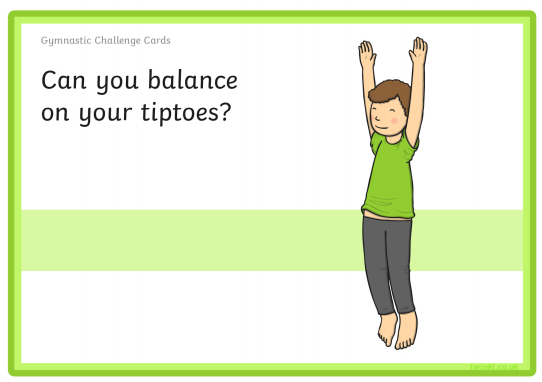 Gymnastic Challenge Cards
Can you balance
on your tiptoes?
twinkl.co.uk